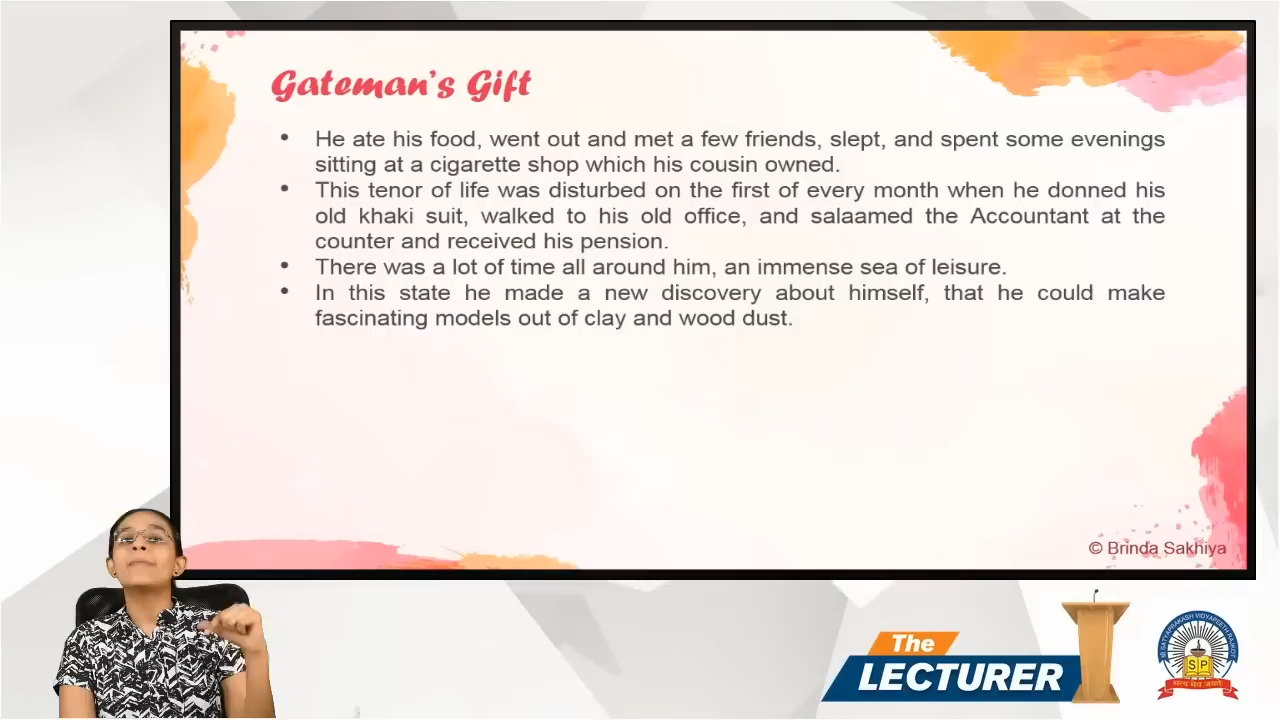 Gateman's Gift
• He ate his food, went out and met a few friends, slept, and spent some evenings
sitting at a cigarette shop which his cousin owned.
• This tenor of life was disturbed on the first of every month when he donned his
old khaki suit, walked to his old office, and salaamed the Accountant at the
counter and received his pension.
• There was a lot of time all around him, an immense sea of leisure.
• In this state he made a new discovery about himself, that he could make
fascinating models out of clay and wood dust.
© Brinda Sakhiya
The
LECTURER
SP